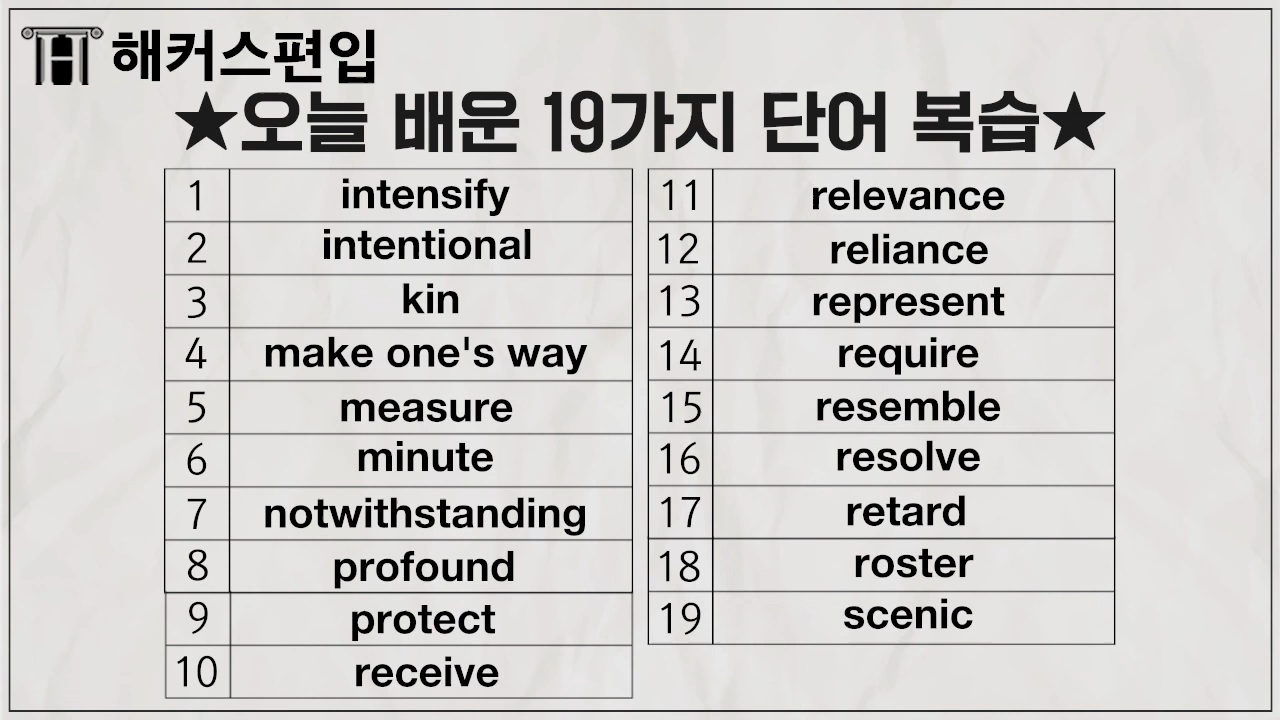 해커스편입
★오늘 배운 19가지 단어 복습★
1 intensify
2 intentional
3 kin
4 make one's way
5 measure
6 minute
7 notwithstanding
8 profound
9 protect
10 receive
11 relevance
12 reliance
13 represent
14 require
15 resemble
16 resolve
17 retard
18 roster
19 scenic